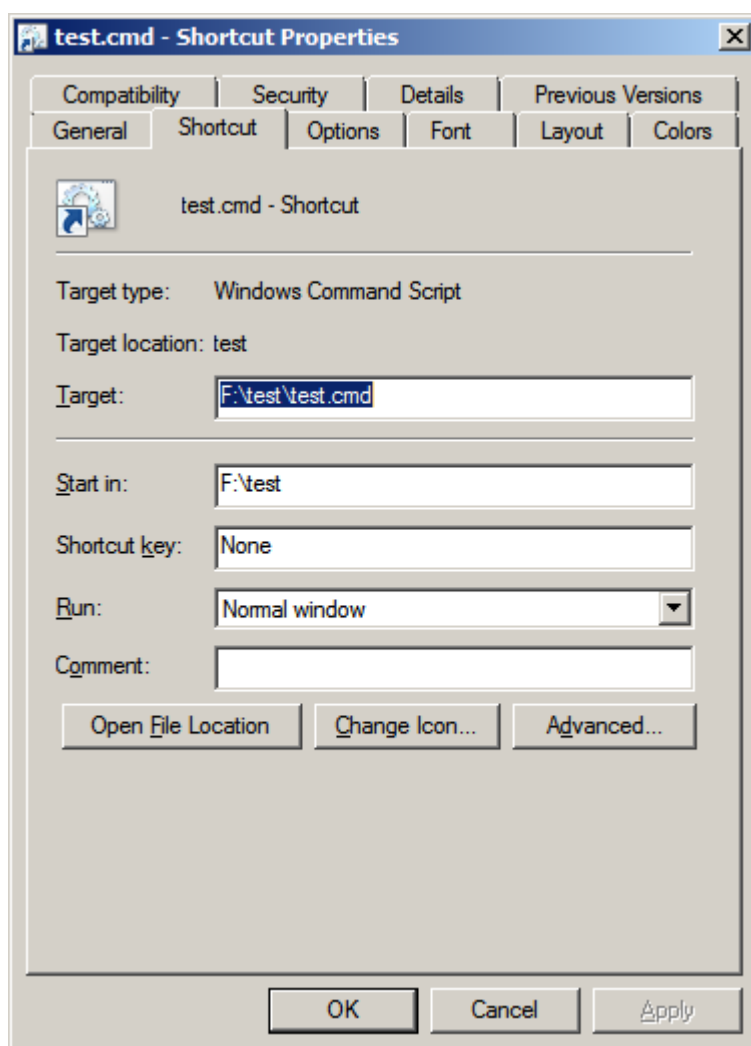 test.cmd - Shortcut Properties
Compatibility Security Details Previous Versions
General Shortcut Options Font Layout Colors
test.cmd - Shortcut
Target type: Windows Command Script
Target location: test
Target: F:\test\test.cmd
Start in: F:\test
Shortcut key: None
Run: Normal window
Comment:
Open File Location Change Icon... Advanced...
OK Cancel Apply